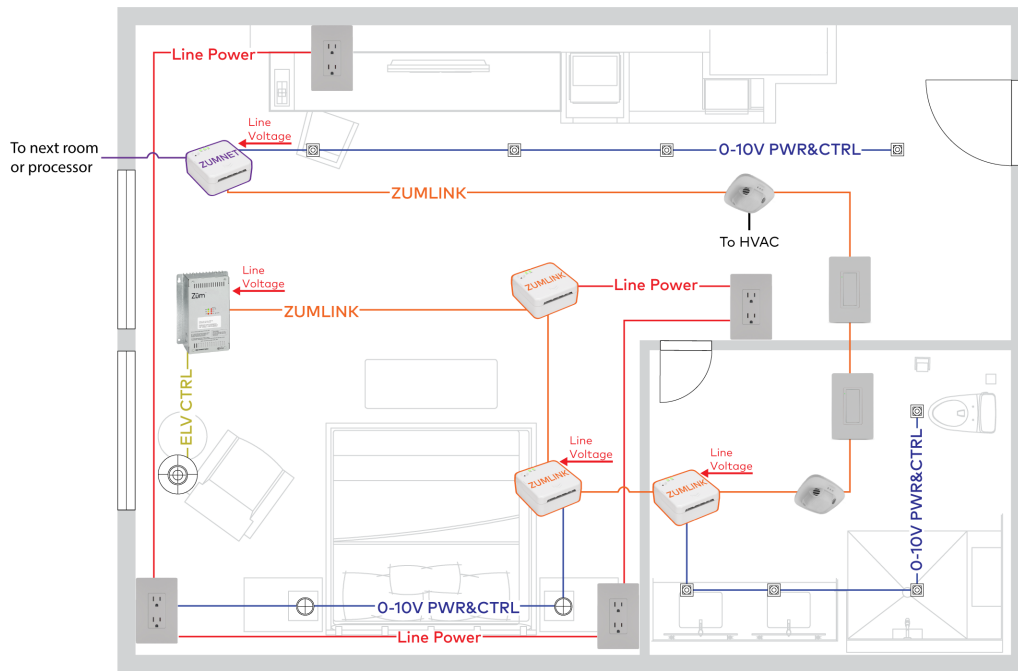 Line Power
Line
Voltage
To next room
or processor
ZUMNET
0-10V PWR&CTRL
ZUMLINK
To HVAC
Line
Voltage
Zūm
ZUMLINK
ZUMLINK
Line Power
ELV CTRL
Line
Voltage
ZUMLINK
Line
Voltage
ZUMLINK
0-10V PWR&CTRL
0-10V PWR&CTRL
Line Power